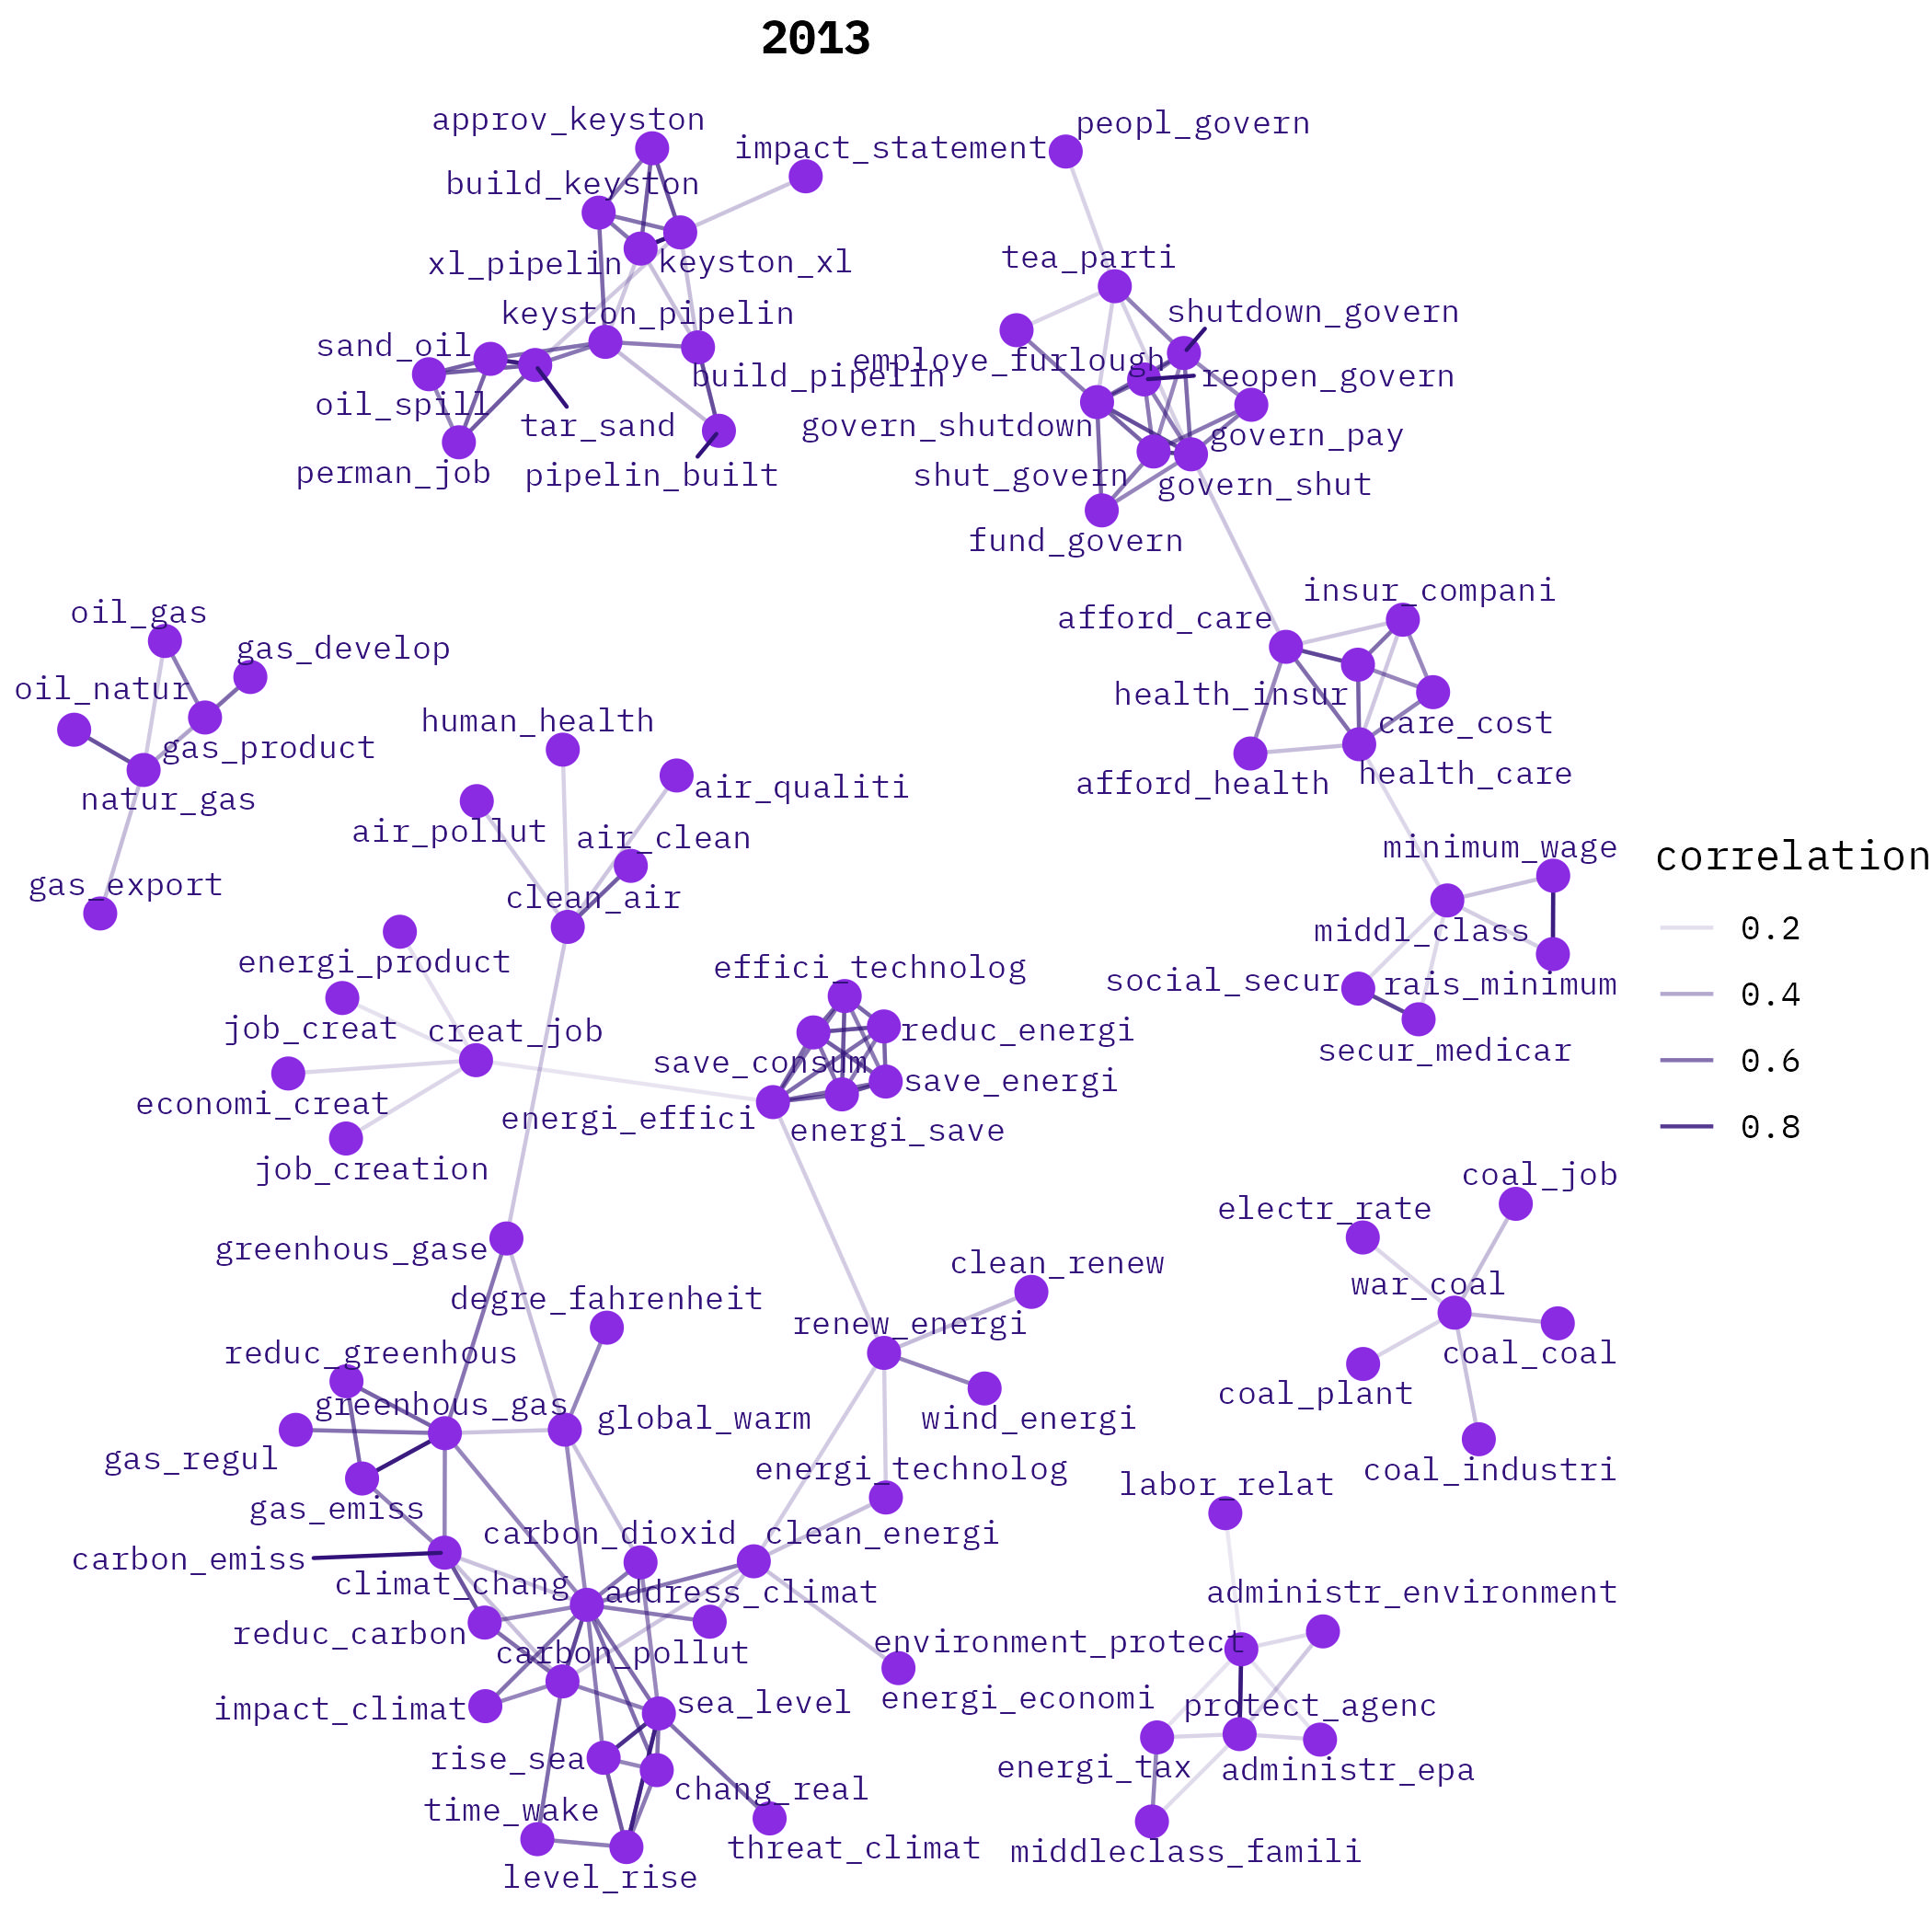 2013
approv_keyston
peopl_govern
impact_statement
build_keyston
tea_parti
xl_pipelin
keyston_xl
keyston_pipelin
shutdown_govern
sand_oil
employe_furlough
build_pipelin
reopen_govern
oil_spill
tar_sand
govern_shutdown
govern_pay
perman_job
pipelin_built
shut_govern
govern_shut
fund_govern
insur_compani
oil_gas
afford_care
gas_develop
oil_natur
health_insur
human_health
care_cost
gas_product
health_care
afford_health
air_qualiti
natur_gas
air_pollut
air_clean
minimum_wage
correlation
gas_export
clean_air
0.2
middl_class
energi_product
effici_technolog
social_secur
rais_minimum
0.4
job_creat
creat_job
reduc_energi
secur_medicar
save_consum
0.6
save_energi
economi_creat
energi_effici
energi_save
0.8
job_creation
coal_job
electr_rate
greenhous_gase
clean_renew
war_coal
degre_fahrenheit
renew_energi
reduc_greenhous
coal_coal
coal_plant
greenhous_gas
global_warm
wind_energi
gas_regul
energi_technolog
coal_industri
labor_relat
gas_emiss
carbon_dioxid
clean_energi
carbon_emiss
climat_chang
address_climat
administr_environment
reduc_carbon
environment_protect
carbon_pollut
energi_economi
impact_climat
sea_level
protect_agenc
rise_sea
energi_tax
administr_epa
chang_real
time_wake
threat_climat
middleclass_famili
level_rise